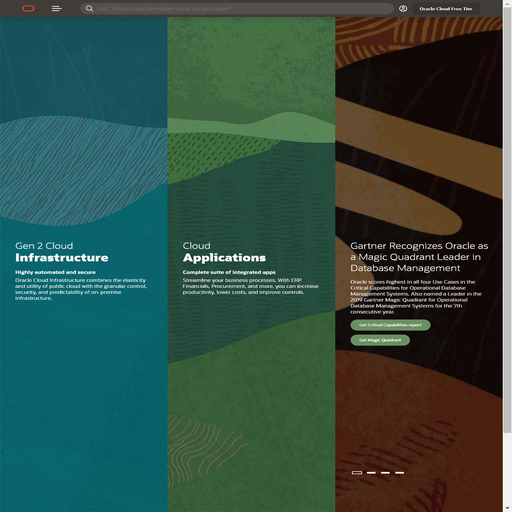 Ask "What cloud developer tools do you have?"
Oracle Cloud Free Tier
Gen 2 Cloud
Infrastructure
Highly automated and secure
Oracle Cloud Infrastructure combines the elasticity
and utility of public cloud with the granular control,
security, and predictability of on-premise
infrastructure.
Cloud
Applications
Complete suite of integrated apps
Streamline your business processes. With ERP
Financials, Procurement, and more, you can increase
productivity, lower costs, and improve controls.
Gartner Recognizes Oracle as
a Magic Quadrant Leader in
Database Management
Oracle scores highest in all four Use Cases in the
Critical Capabilities for Operational Database
Management Systems. Also named a Leader in the
2019 Gartner Magic Quadrant for Operational
Database Management Systems for the 7th
consecutive year.
Get Critical Capabilities report
Get Magic Quadrant